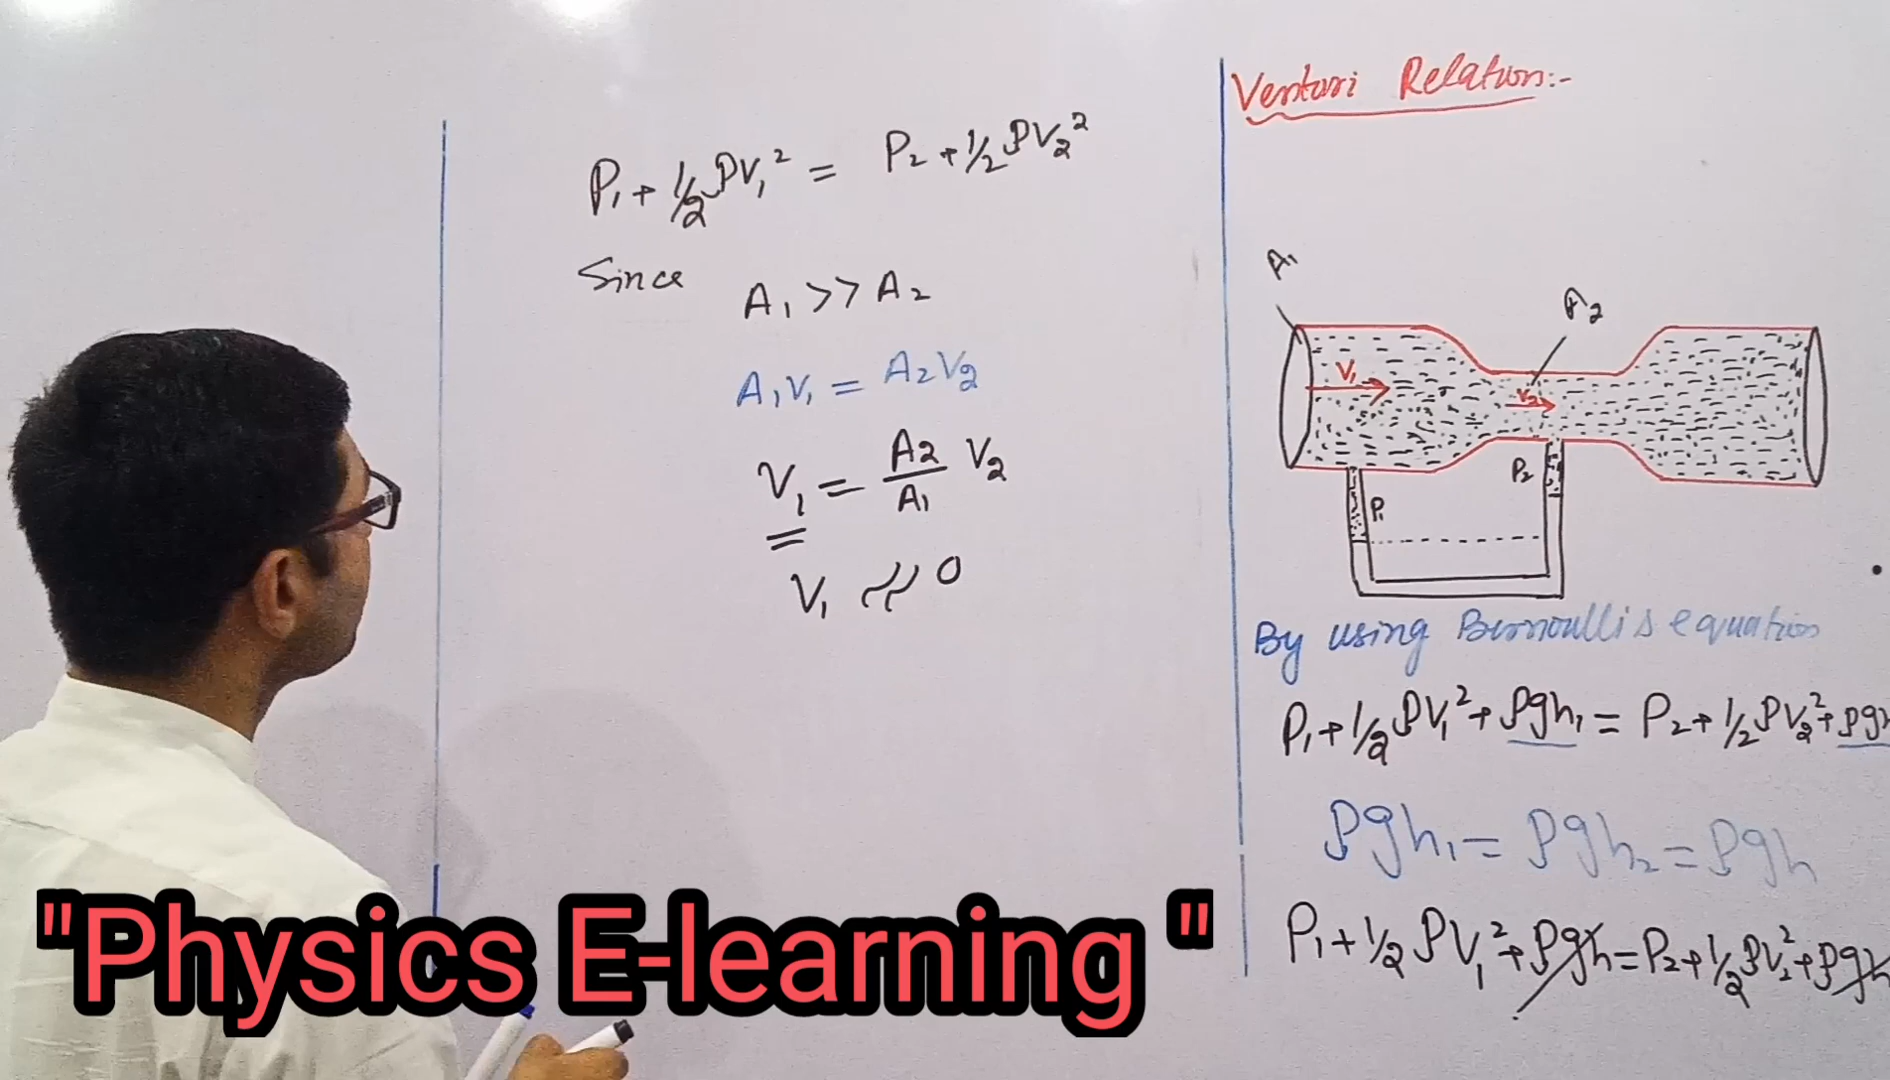 P₁ + ½ρV₁² = P₂ + ½ρV₂²
Since
A₁ >> A₂
A₁V₁ = A₂V₂
V₁ = A2/A₁ V₂
V₁ ≈ 0
Venturi Relation:-
A₁
A₂
V₁
V₂
P₂
P₁
By using Bernoullis equation
P₁ + ½ρV₁² + ρgh₁ = P₂ + ½ρV₂² + ρgh
ρgh₁ = ρgh₂ = ρgh
P₁ + ½ρV₁² + ρgh = P₂ + ½ρV₂² + ρgh
"Physics E-learning "